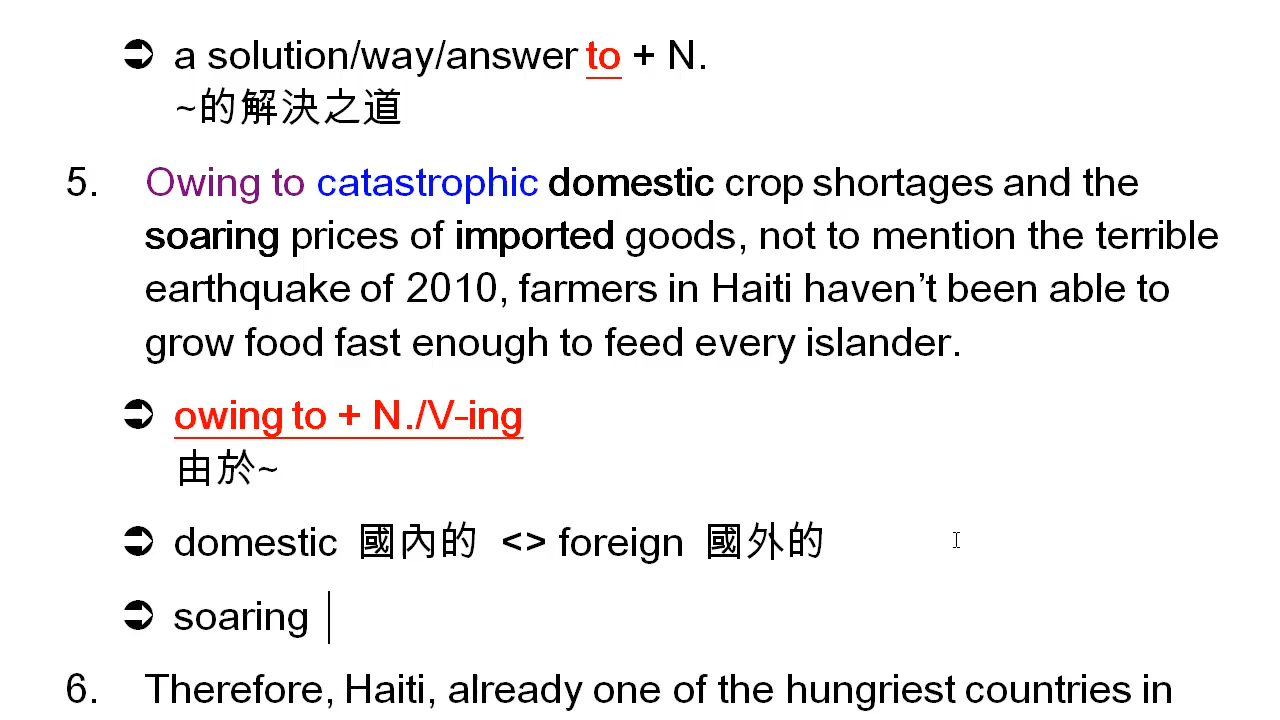 ➲ a solution/way/answer to + N.
~的解決之道
5. Owing to catastrophic domestic crop shortages and the
soaring prices of imported goods, not to mention the terrible
earthquake of 2010, farmers in Haiti haven’t been able to
grow food fast enough to feed every islander.
➲ owing to + N./V-ing
由於~
➲ domestic 國內的 <> foreign 國外的
➲ soaring
6. Therefore, Haiti, already one of the hungriest countries in